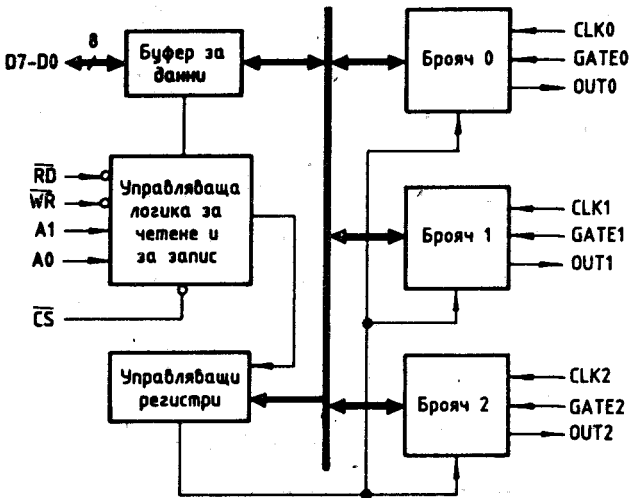 8
D7-D0
Буфер за
данни
RD
WR
A1
A0
CS
Управляваща
логика за
четене и
за запис
Управляващи
регистри
Брояч 0
CLK0
GATE0
OUT0
Брояч 1
CLK1
GATE1
OUT1
Брояч 2
CLK2
GATE2
OUT2